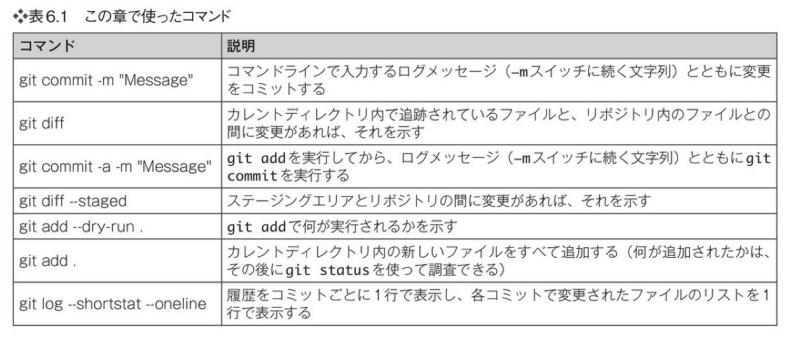 ❖表6.1　この章で使ったコマンド
コマンド
説明
git commit -m "Message"
コマンドラインで入力するログメッセージ（-mスイッチに続く文字列）とともに変更
をコミットする
git diff
カレントディレクトリ内で追跡されているファイルと、リポジトリ内のファイルとの
間に変更があれば、それを示す
git commit -a -m "Message"
git addを実行してから、ログメッセージ（-mスイッチに続く文字列）とともにgit
commitを実行する
git diff --staged
ステージングエリアとリポジトリの間に変更があれば、それを示す
git add --dry-run .
git addで何が実行されるかを示す
git add .
カレントディレクトリ内の新しいファイルをすべて追加する（何が追加されたかは、
その後にgit statusを使って調査できる）
git log --shortstat --oneline
履歴をコミットごとに1行で表示し、各コミットで変更されたファイルのリストを1
行で表示する